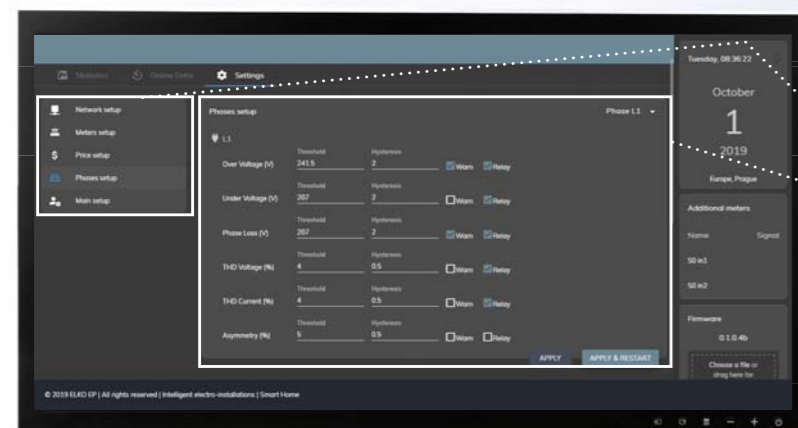 Statistics Online Data Settings
Network setup
Meters setup
Price setup
Phases setup
Main setup
Phases setup Phase L1
L1
Threshold Hysteresis
Over Voltage (V) 241.5 2 Warn Relay
Threshold Hysteresis
Under Voltage (V) 207 2 Warn Relay
Threshold Hysteresis
Phase Loss (V) 207 2 Warn Relay
Threshold Hysteresis
THD Voltage (%) 4 0.5 Warn Relay
Threshold Hysteresis
THD Current (%) 4 0.5 Warn Relay
Threshold Hysteresis
Asymmetry (%) 5 0.5 Warn Relay
APPLY APPLY & RESTART
Tuesday, 08:36:22
October
1
2019
Europe, Prague
Additional meters
Name Signal
S0 in1
S0 in2
Firmware
0.1.0.4b
Choose a file or
drag here for
© 2019 ELKO EP | All rights reserved | Intelligent electro-installations | Smart Home